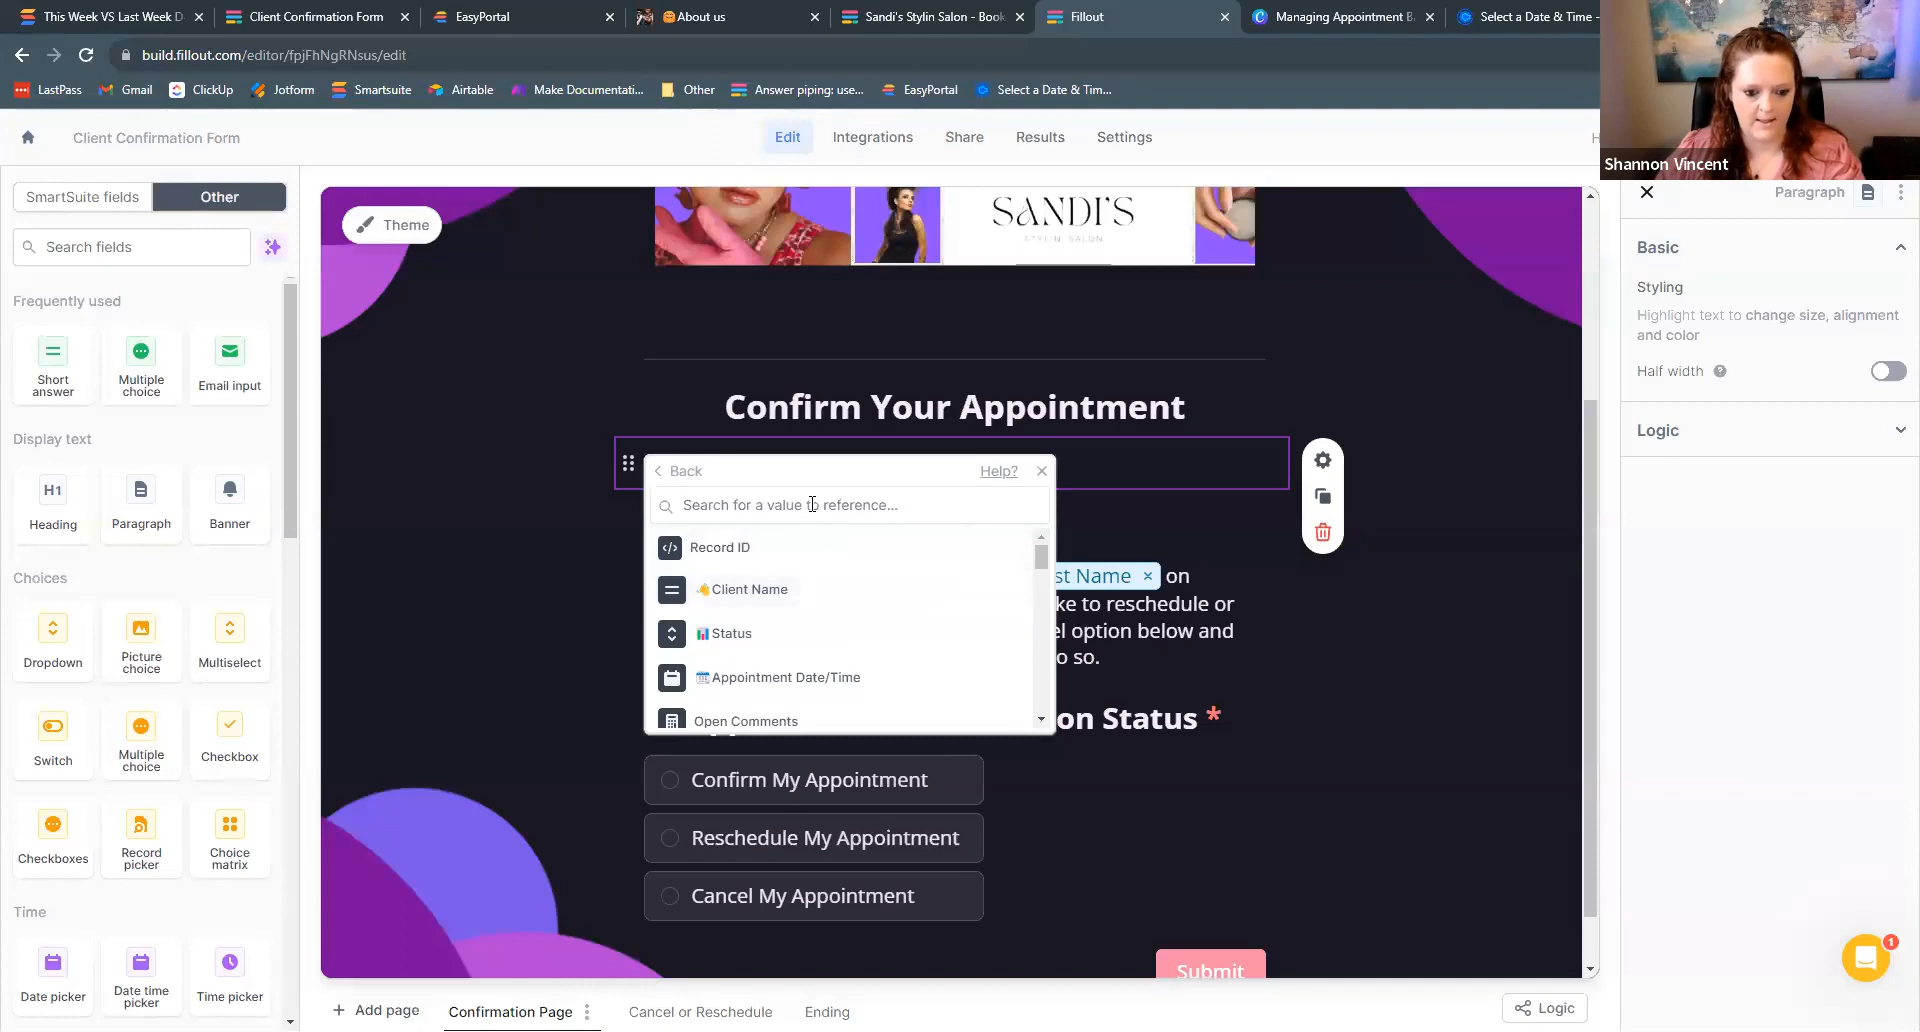 This Week VS Last Week D
Client Confirmation Form
EasyPortal
About us
Sandi's Stylin Salon - Book
Fillout
Managing Appointment B
Select a Date & Time -
build.fillout.com/editor/fpjFhNgRNsus/edit
LastPass
Gmail
ClickUp
Jotform
Smartsuite
Airtable
Make Documentati...
Other
Answer piping: use...
EasyPortal
Select a Date & Tim...
Client Confirmation Form
Edit
Integrations
Share
Results
Settings
H
Shannon Vincent
SmartSuite fields
Other
Search fields
Frequently used
Short answer
Multiple choice
Email input
Display text
H1
Heading
Paragraph
Banner
Choices
Dropdown
Picture choice
Multiselect
Switch
Multiple choice
Checkbox
Checkboxes
Record picker
Choice matrix
Time
Date picker
Date time picker
Time picker
Theme
SANDI'S
STYLIN SALON
Confirm Your Appointment
Back
Help?
Search for a value to reference...
Record ID
Client Name
Status
Appointment Date/Time
Open Comments
st Name × on
ke to reschedule or
el option below and
o so.
on Status *
Confirm My Appointment
Reschedule My Appointment
Cancel My Appointment
Submit
Add page
Confirmation Page
Cancel or Reschedule
Ending
Logic
Paragraph
Basic
Styling
Highlight text to change size, alignment
and color
Half width
Logic
1